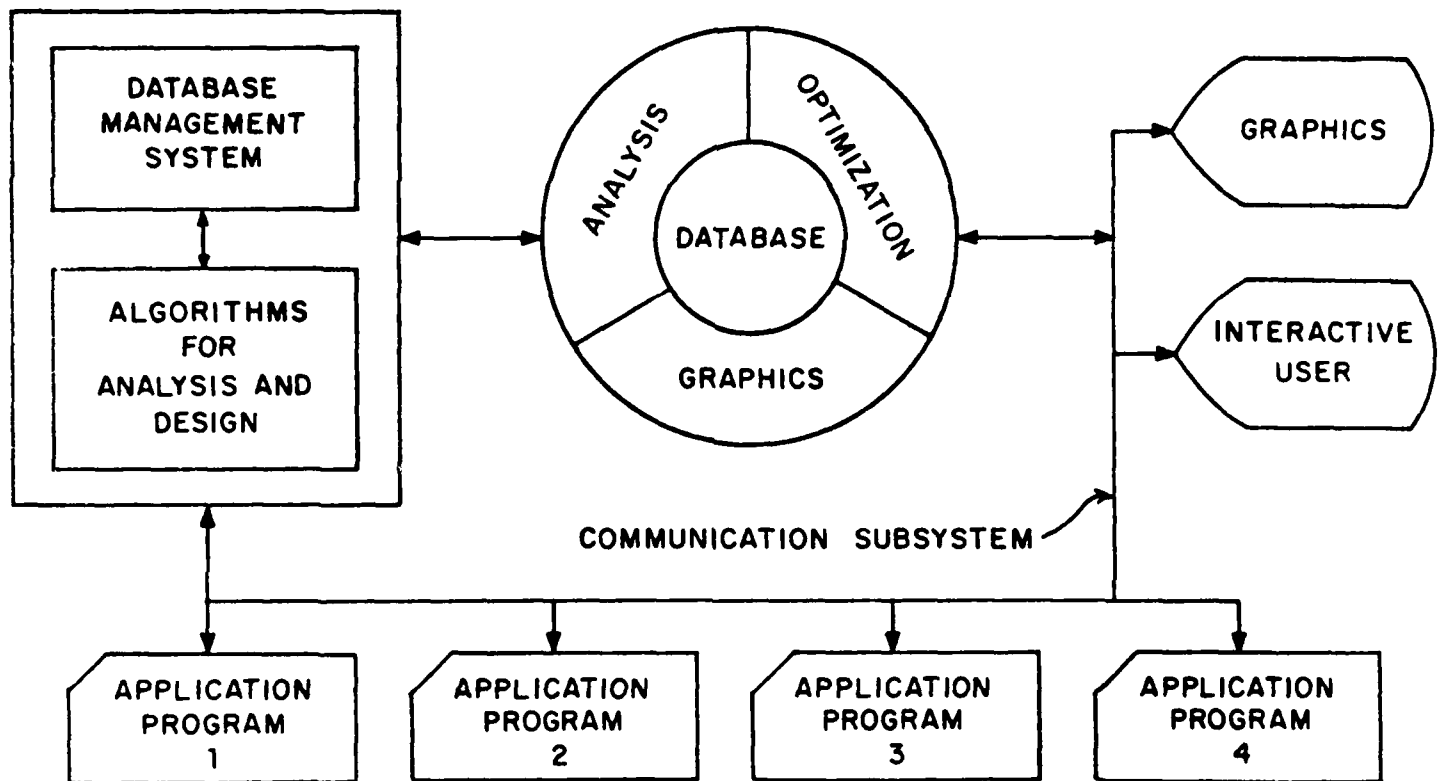 DATABASE
MANAGEMENT
SYSTEM
ALGORITHMS
FOR
ANALYSIS AND
DESIGN
ANALYSIS
OPTIMIZATION
DATABASE
GRAPHICS
GRAPHICS
INTERACTIVE
USER
COMMUNICATION SUBSYSTEM
APPLICATION
PROGRAM
1
APPLICATION
PROGRAM
2
APPLICATION
PROGRAM
3
APPLICATION
PROGRAM
4